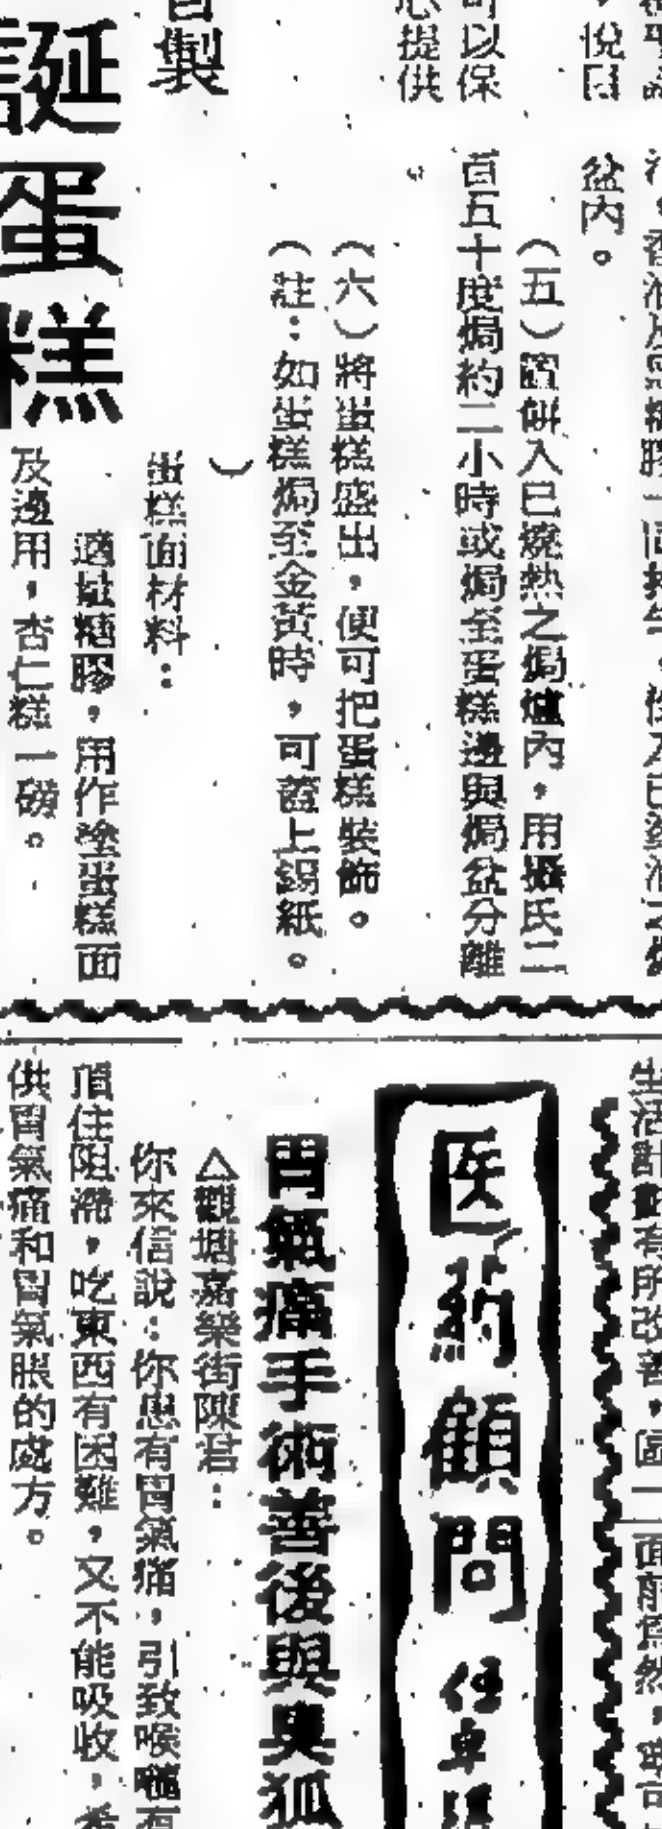 可以保
心提供
悅目
盆內。
（五）置餅入已燒熱之焗爐內，用攝氏二
百五十度焗約二小時或焗至蛋糕邊與焗盆分離
。
（六）將蛋糕盛出，便可把蛋糕裝飾。
（註：如蛋糕焗至金黃時，可蓋上錫紙。
）
自製
誕蛋糕
蛋糕面材料：
適量糖膠，用作塗蛋糕面
及邊用，杏仁糕一磅。
生活計劃有所改善，
医药顧問
任卓
胃氣痛手術善後與臭狐
△觀塘嘉樂街陳君：
你來信說：你患有胃氣痛，引致喉嚨有
頂住阻滯，吃東西有困難，又不能吸收，希
供胃氣痛和胃氣脹的處方。